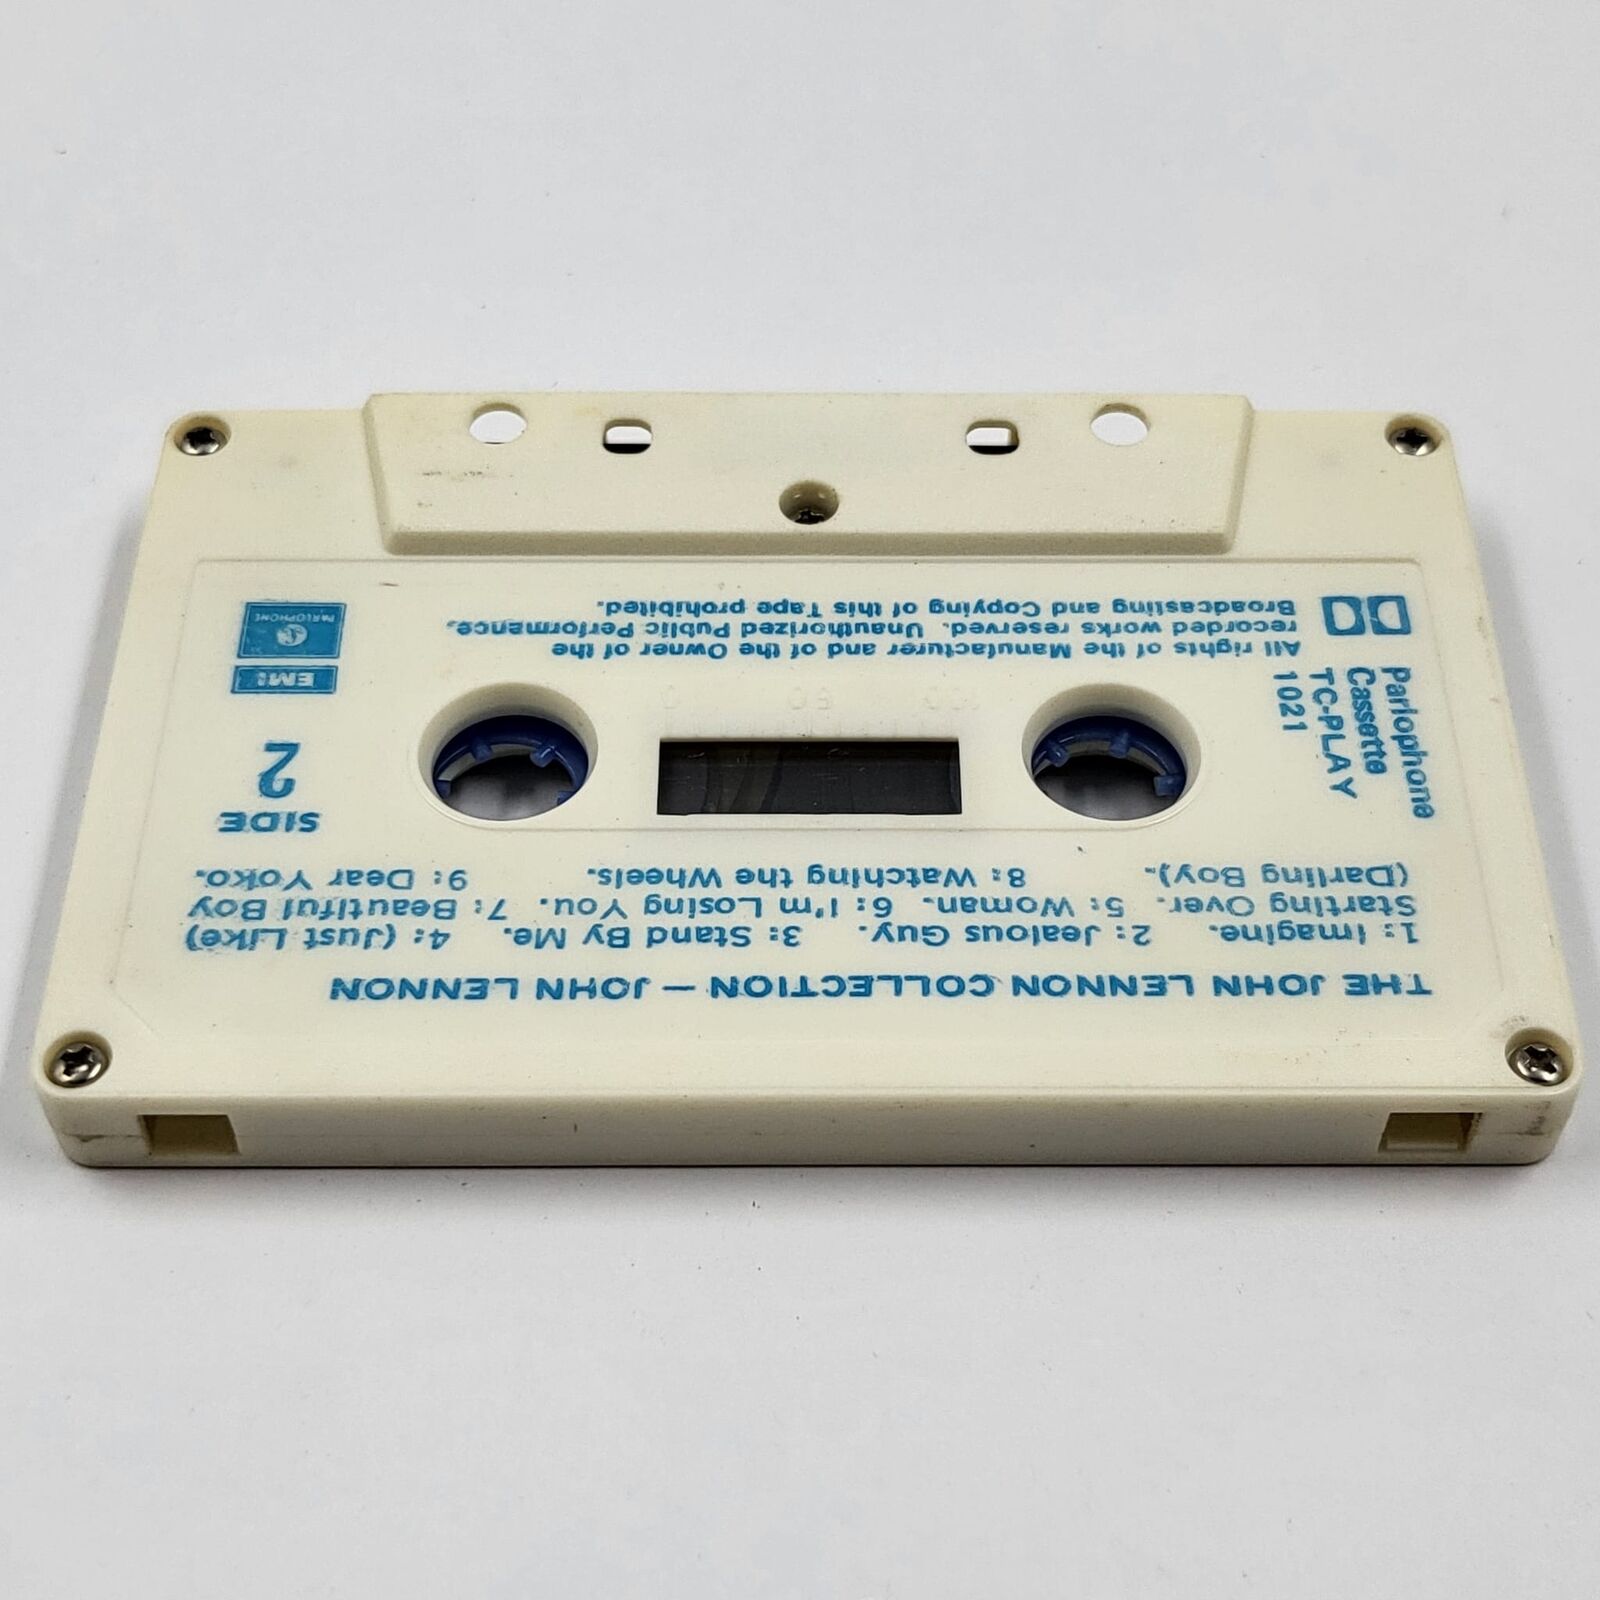 THE JOHN LENNON COLLECTION — JOHN LENNON
1: Imagine. 2: Jealous Guy. 3: Stand By Me. 4: (Just Like)
Starting Over. 5: Woman. 6: I'm Losing You. 7: Beautiful Boy
(Darling Boy). 8: Watching the Wheels. 9: Dear Yoko.
SIDE
2
EMI
PARLOPHONE
Parlophone
Cassette
TC-PLAY
1021
All rights of the Manufacturer and of the Owner of the
recorded works reserved. Unauthorized Public Performance,
Broadcasting and Copying of this Tape prohibited.